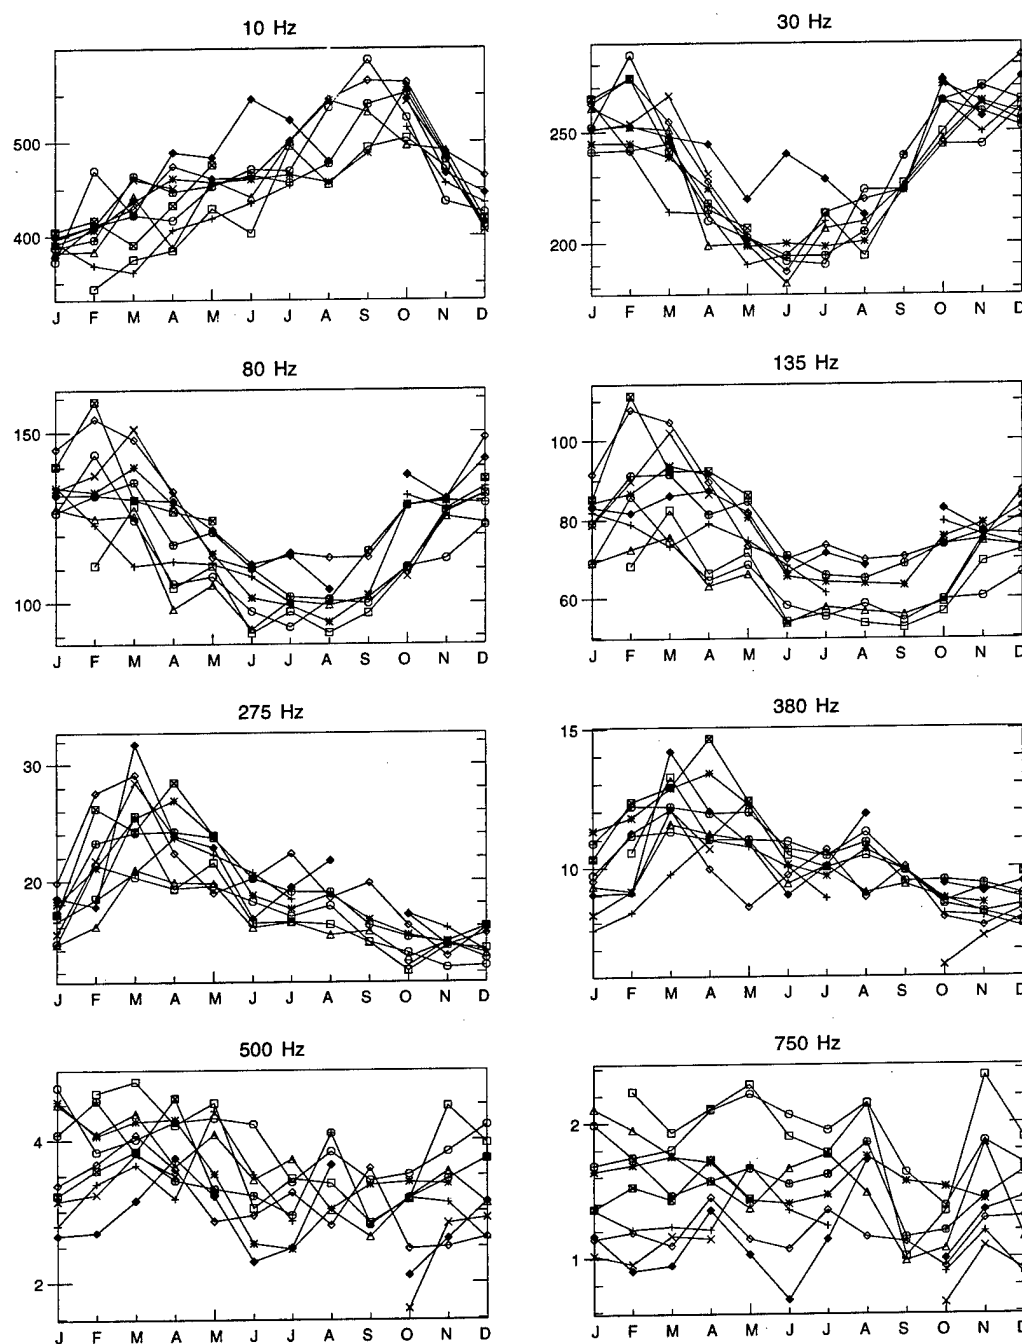 10 Hz
30 Hz
500
400
J F M A M J J A S O N D
250
200
J F M A M J J A S O N D
80 Hz
135 Hz
150
100
J F M A M J J A S O N D
100
80
60
J F M A M J J A S O N D
275 Hz
380 Hz
30
20
J F M A M J J A S O N D
15
10
J F M A M J J A S O N D
500 Hz
750 Hz
4
2
J F M A M J J A S O N D
2
1
J F M A M J J A S O N D